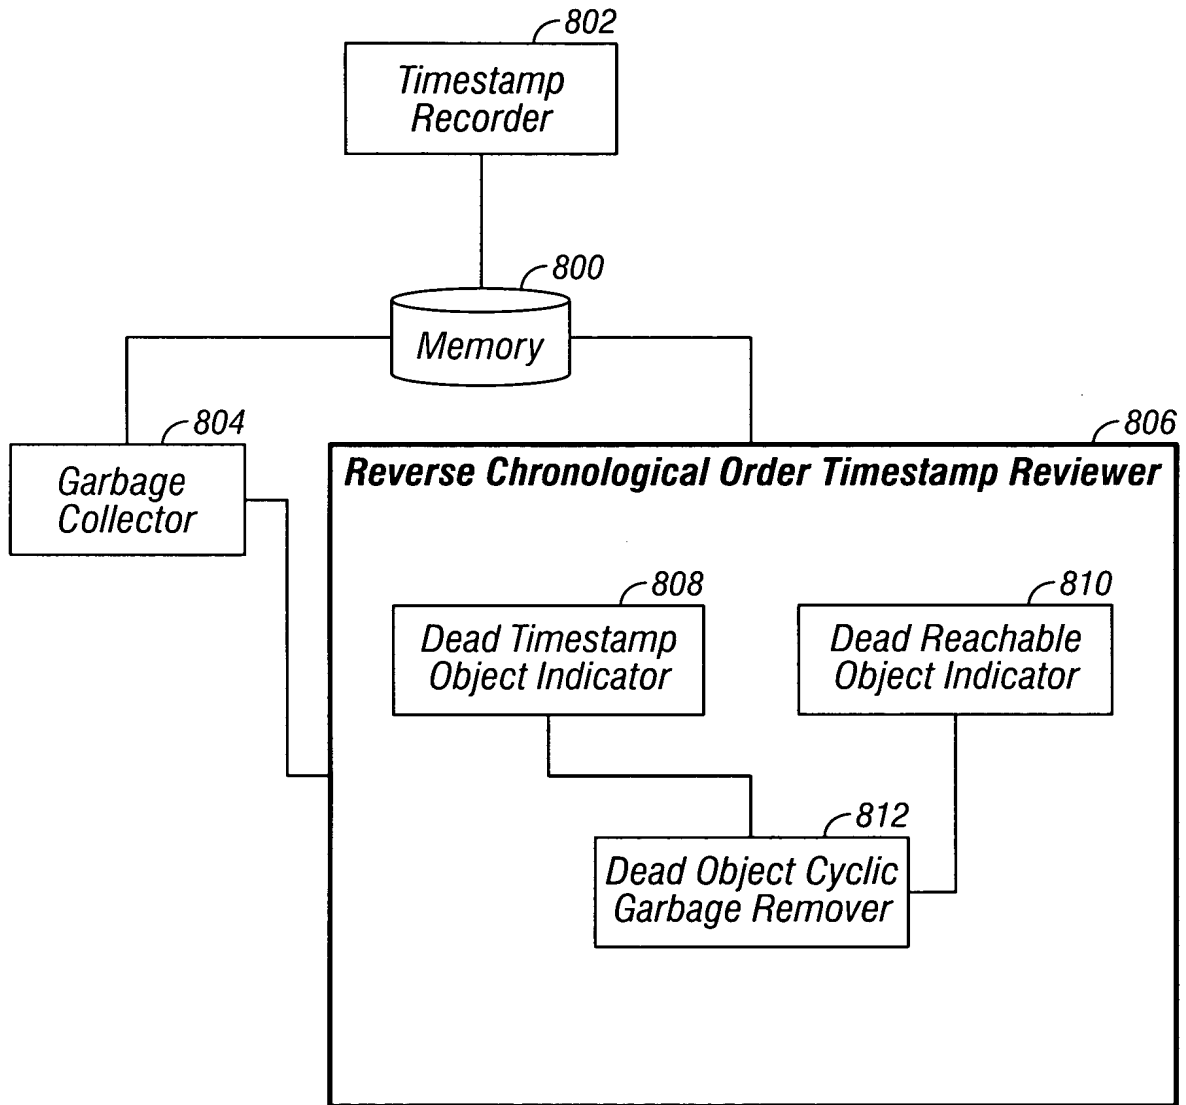 802
Timestamp
Recorder
800
Memory
804
Garbage
Collector
806
Reverse Chronological Order Timestamp Reviewer
808
Dead Timestamp
Object Indicator
810
Dead Reachable
Object Indicator
812
Dead Object Cyclic
Garbage Remover